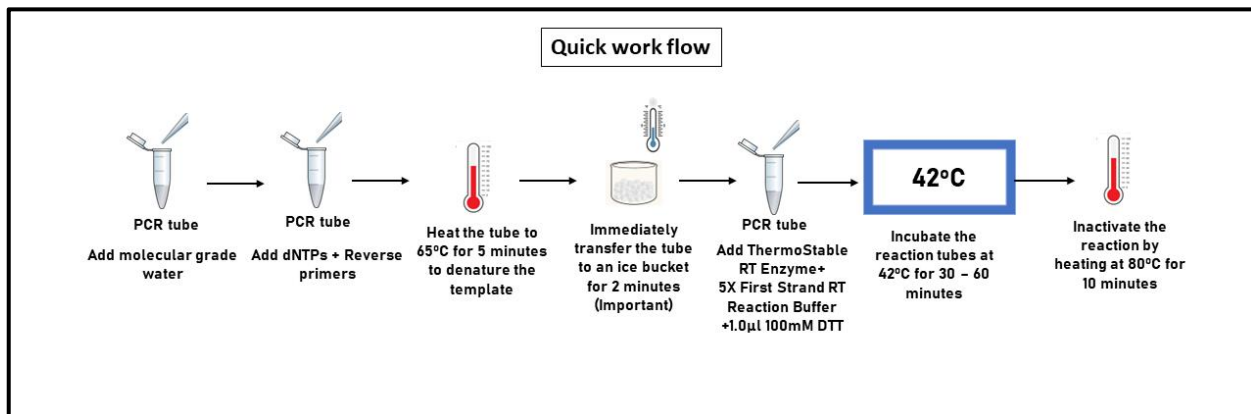 Quick work flow
PCR tube
Add molecular grade
water
PCR tube
Add dNTPs + Reverse
primers
Heat the tube to
65ºC for 5 minutes
to denature the
template
Immediately
transfer the tube
to an ice bucket
for 2 minutes
(Important)
PCR tube
Add ThermoStable
RT Enzyme+
5X First Strand RT
Reaction Buffer
+1.0µl 100mM DTT
42ºC
Incubate the
reaction tubes at
42ºC for 30 – 60
minutes
Inactivate the
reaction by
heating at 80ºC for
10 minutes